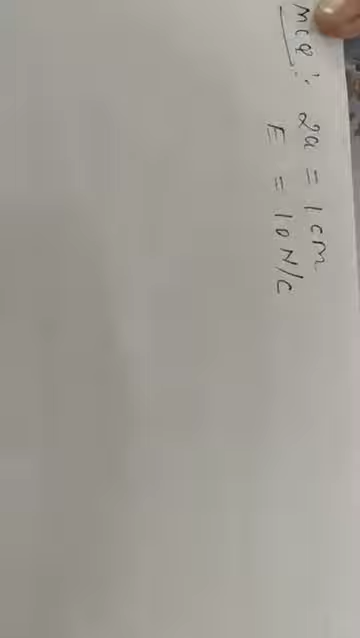 MCQ :
2a = 1 cm
E = 10 N/C